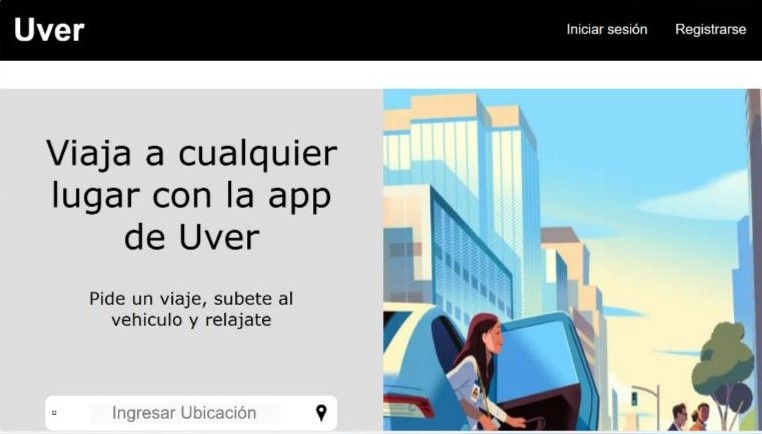 Uver
Iniciar sesión
Registrarse
Viaja a cualquier
lugar con la app
de Uver
Pide un viaje, subete al
vehiculo y relajate
Ingresar Ubicación